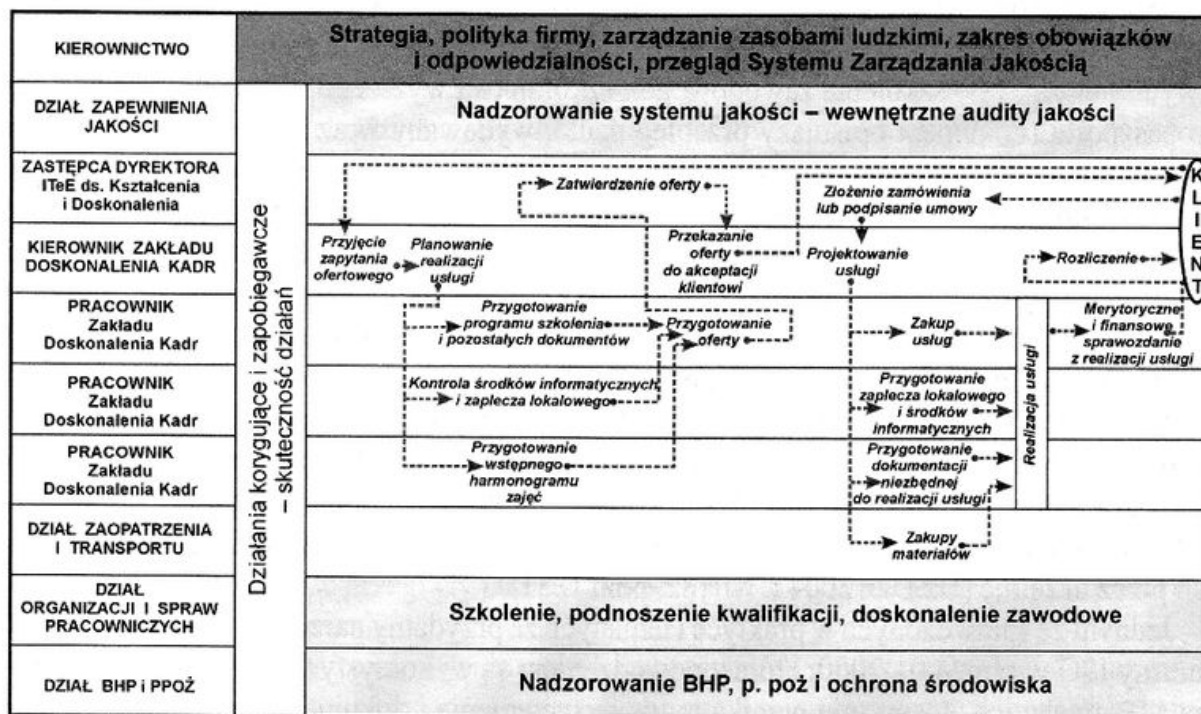 KIEROWNICTWO
Strategia, polityka firmy, zarządzanie zasobami ludzkimi, zakres obowiązków
i odpowiedzialności, przegląd Systemu Zarządzania Jakością
DZIAŁ ZAPEWNIENIA
JAKOŚCI
Nadzorowanie systemu jakości – wewnętrzne audity jakości
Działania korygujące i zapobiegawcze
– skuteczność działań
ZASTĘPCA DYREKTORA
ITeE ds. Kształcenia
i Doskonalenia
Zatwierdzenie oferty
Złożenie zamówienia
lub podpisanie umowy
KLIENT
KIEROWNIK ZAKŁADU
DOSKONALENIA KADR
Przyjęcie
zapytania
ofertowego
Planowanie
realizacji
usługi
Przekazanie
oferty
do akceptacji
klientowi
Projektowanie
usługi
Rozliczenie
PRACOWNIK
Zakładu
Doskonalenia Kadr
Przygotowanie
programu szkolenia
i pozostałych dokumentów
Przygotowanie
oferty
Zakup
usług
Realizacja usługi
Merytoryczne
i finansowe
sprawozdanie
z realizacji usługi
PRACOWNIK
Zakładu
Doskonalenia Kadr
Kontrola środków informatycznych
i zaplecza lokalowego
Przygotowanie
zaplecza lokalowego
i środków
informatycznych
PRACOWNIK
Zakładu
Doskonalenia Kadr
Przygotowanie
wstępnego
harmonogramu
zajęć
Przygotowanie
dokumentacji
niezbędnej
do realizacji usługi
DZIAŁ ZAOPATRZENIA
I TRANSPORTU
Zakupy
materiałów
DZIAŁ
ORGANIZACJI I SPRAW
PRACOWNICZYCH
Szkolenie, podnoszenie kwalifikacji, doskonalenie zawodowe
DZIAŁ BHP i PPOŻ
Nadzorowanie BHP, p. poż i ochrona środowiska